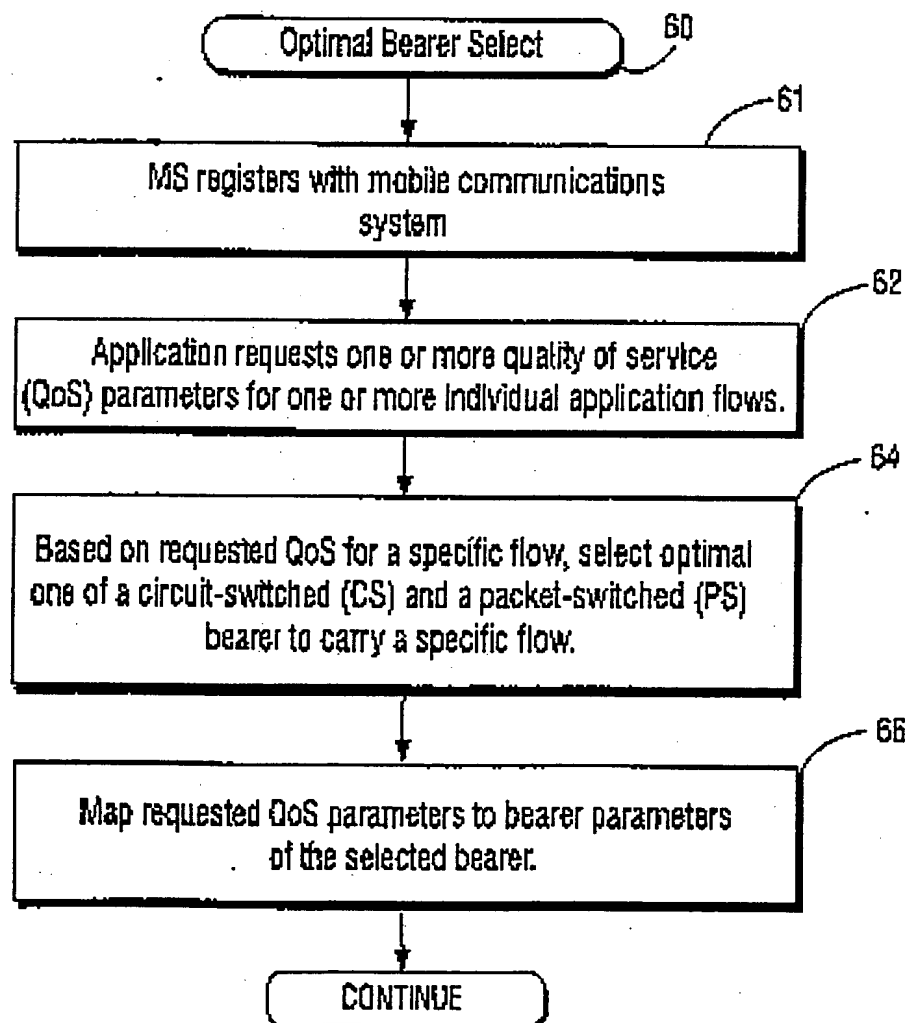 Optimal Bearer Select
60
61
MS registers with mobile communications
system
62
Application requests one or more quality of service
(QoS) parameters for one or more individual application flows.
64
Based on requested QoS for a specific flow, select optimal
one of a circuit-switched (CS) and a packet-switched (PS)
bearer to carry a specific flow.
66
Map requested QoS parameters to bearer parameters
of the selected bearer.
CONTINUE